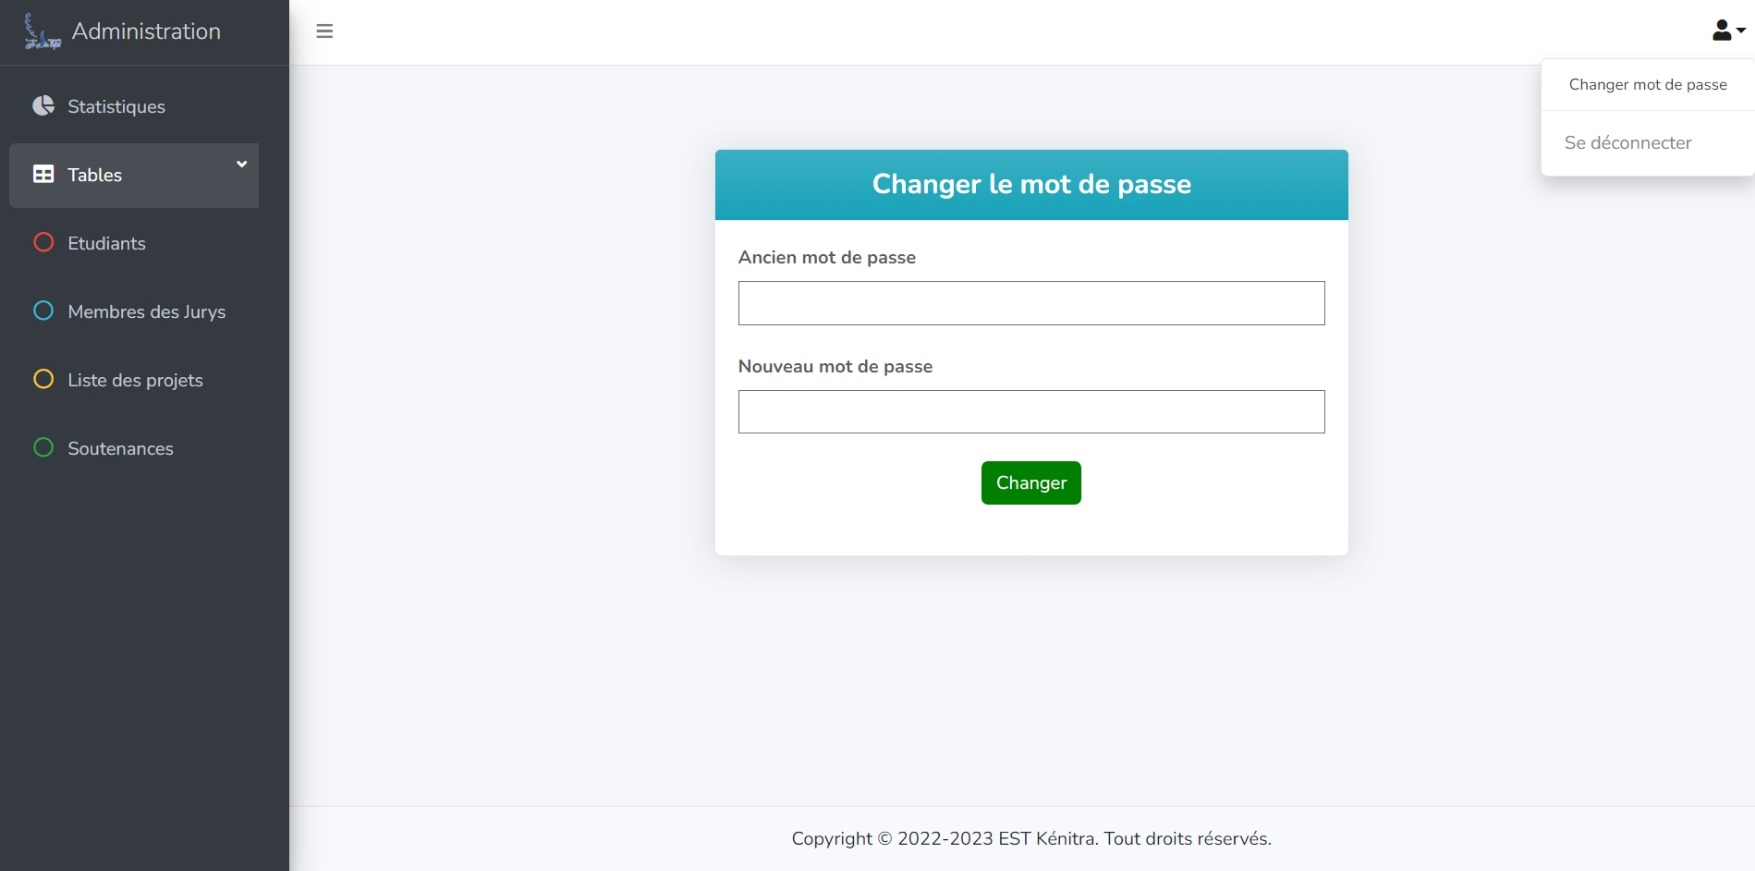 Administration
Statistiques
Tables
Etudiants
Membres des Jurys
Liste des projets
Soutenances
Changer mot de passe
Se déconnecter
Changer le mot de passe
Ancien mot de passe
Nouveau mot de passe
Changer
Copyright © 2022-2023 EST Kénitra. Tout droits réservés.